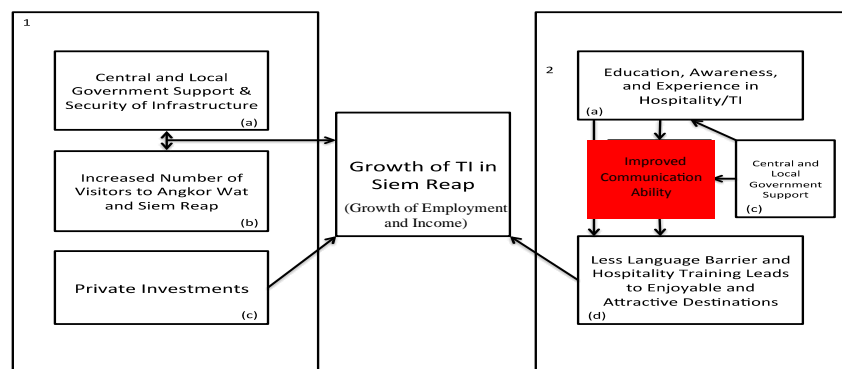 1
Central and Local
Government Support &
Security of Infrastructure
(a)
Increased Number of
Visitors to Angkor Wat
and Siem Reap
(b)
Private Investments
(c)
Growth of TI in
Siem Reap
(Growth of Employment
and Income)
2
Education, Awareness,
and Experience in
Hospitality/TI
(a)
Improved
Communication
Ability
Central and
Local
Government
Support
(c)
Less Language Barrier and
Hospitality Training Leads
to Enjoyable and
Attractive Destinations
(d)